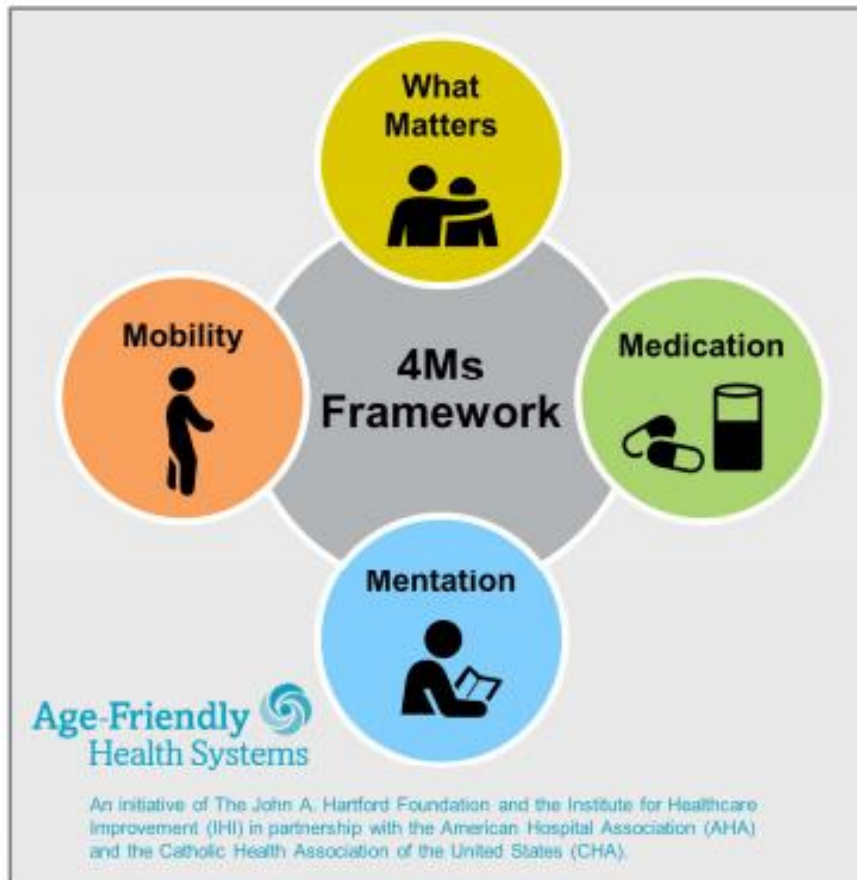 What
Matters
Mobility
4Ms
Framework
Medication
Mentation
Age-Friendly
Health Systems
An initiative of The John A. Hartford Foundation and the Institute for Healthcare
Improvement (IHI) in partnership with the American Hospital Association (AHA)
and the Catholic Health Association of the United States (CHA).